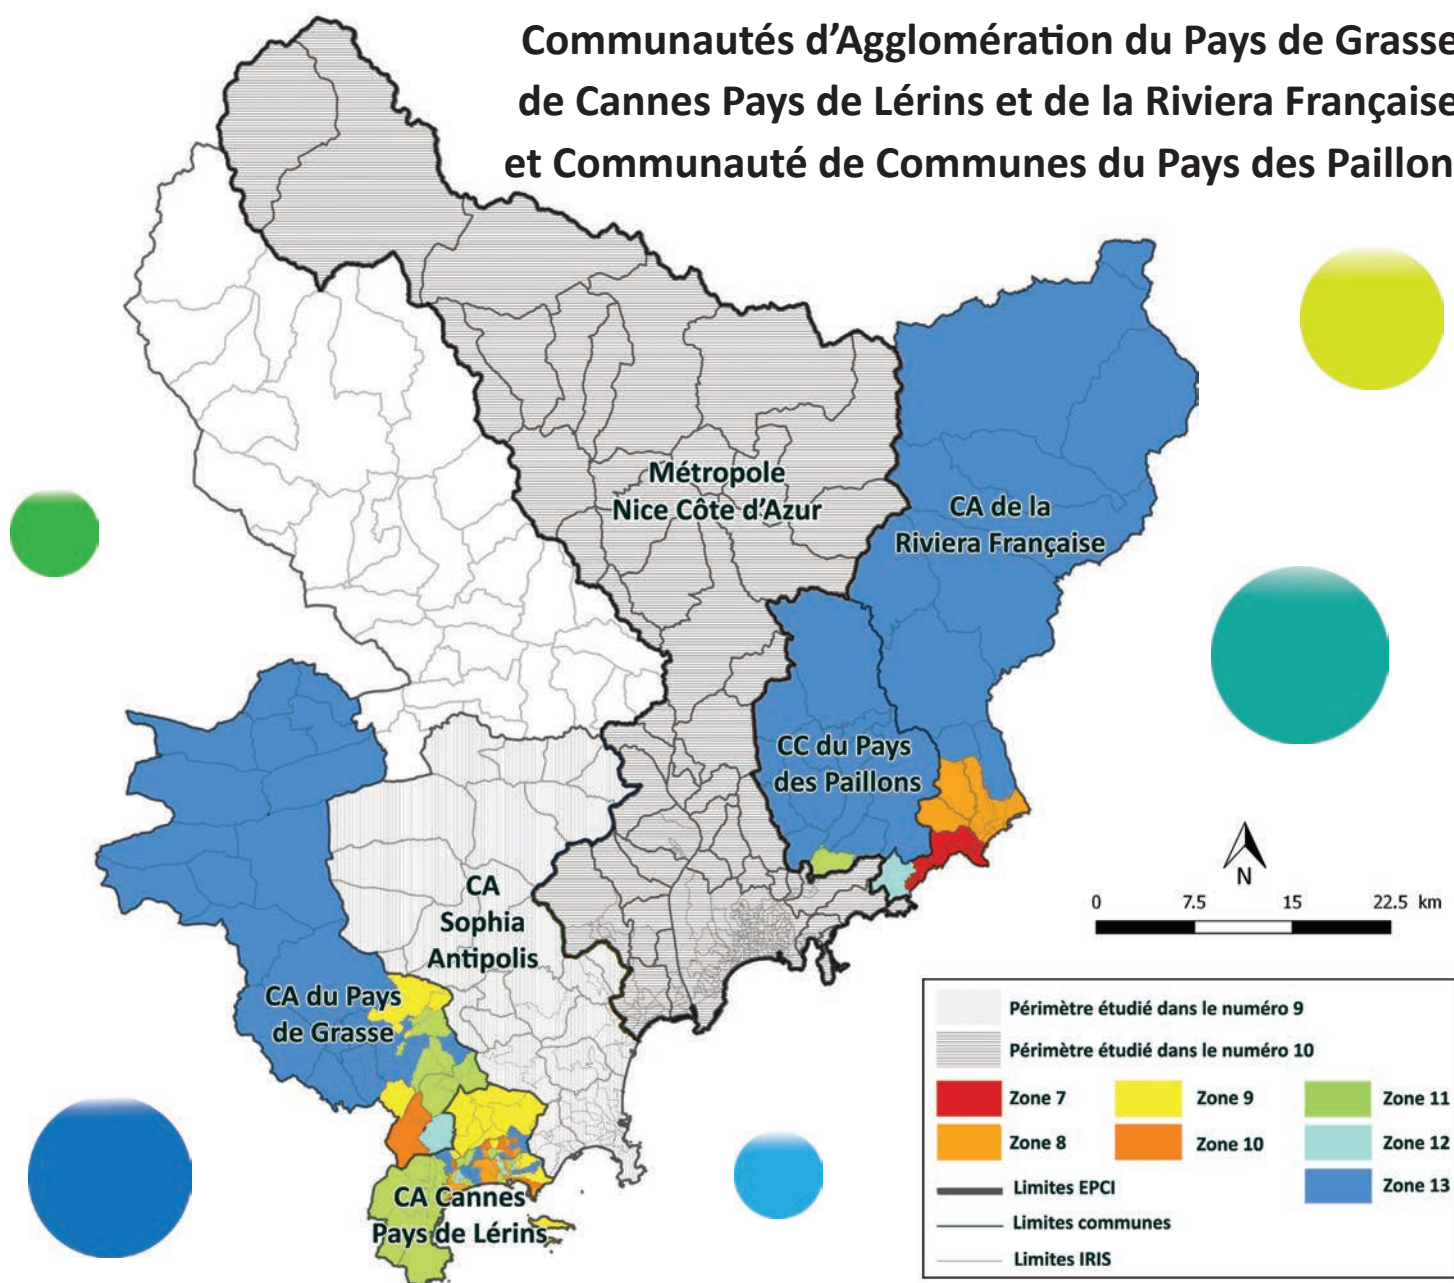 Communautés d'Agglomération du Pays de Grasse
de Cannes Pays de Lérins et de la Riviera Française
et Communauté de Communes du Pays des Paillon
Métropole
Nice Côte d'Azur
CA de la
Riviera Française
CC du Pays
des Paillons
CA
Sophia
Antipolis
CA du Pays
de Grasse
CA Cannes
Pays de Lérins
N
0 7.5 15 22.5 km
Périmètre étudié dans le numéro 9
Périmètre étudié dans le numéro 10
Zone 7 Zone 9 Zone 11
Zone 8 Zone 10 Zone 12
Limites EPCI Zone 13
Limites communes
Limites IRIS